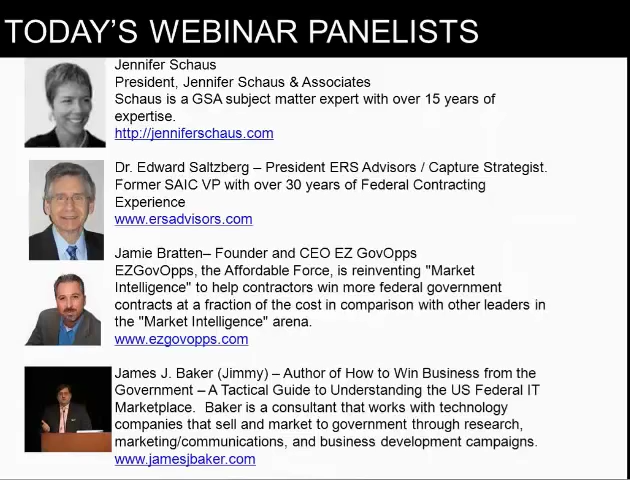 TODAY'S WEBINAR PANELISTS
Jennifer Schaus
President, Jennifer Schaus & Associates
Schaus is a GSA subject matter expert with over 15 years of
expertise.
http://jenniferschaus.com
Dr. Edward Saltzberg – President ERS Advisors / Capture Strategist.
Former SAIC VP with over 30 years of Federal Contracting
Experience
www.ersadvisors.com
Jamie Bratten– Founder and CEO EZ GovOpps
EZGovOpps, the Affordable Force, is reinventing "Market
Intelligence" to help contractors win more federal government
contracts at a fraction of the cost in comparison with other leaders in
the "Market Intelligence" arena.
www.ezgovopps.com
James J. Baker (Jimmy) – Author of How to Win Business from the
Government – A Tactical Guide to Understanding the US Federal IT
Marketplace. Baker is a consultant that works with technology
companies that sell and market to government through research,
marketing/communications, and business development campaigns.
www.jamesjbaker.com